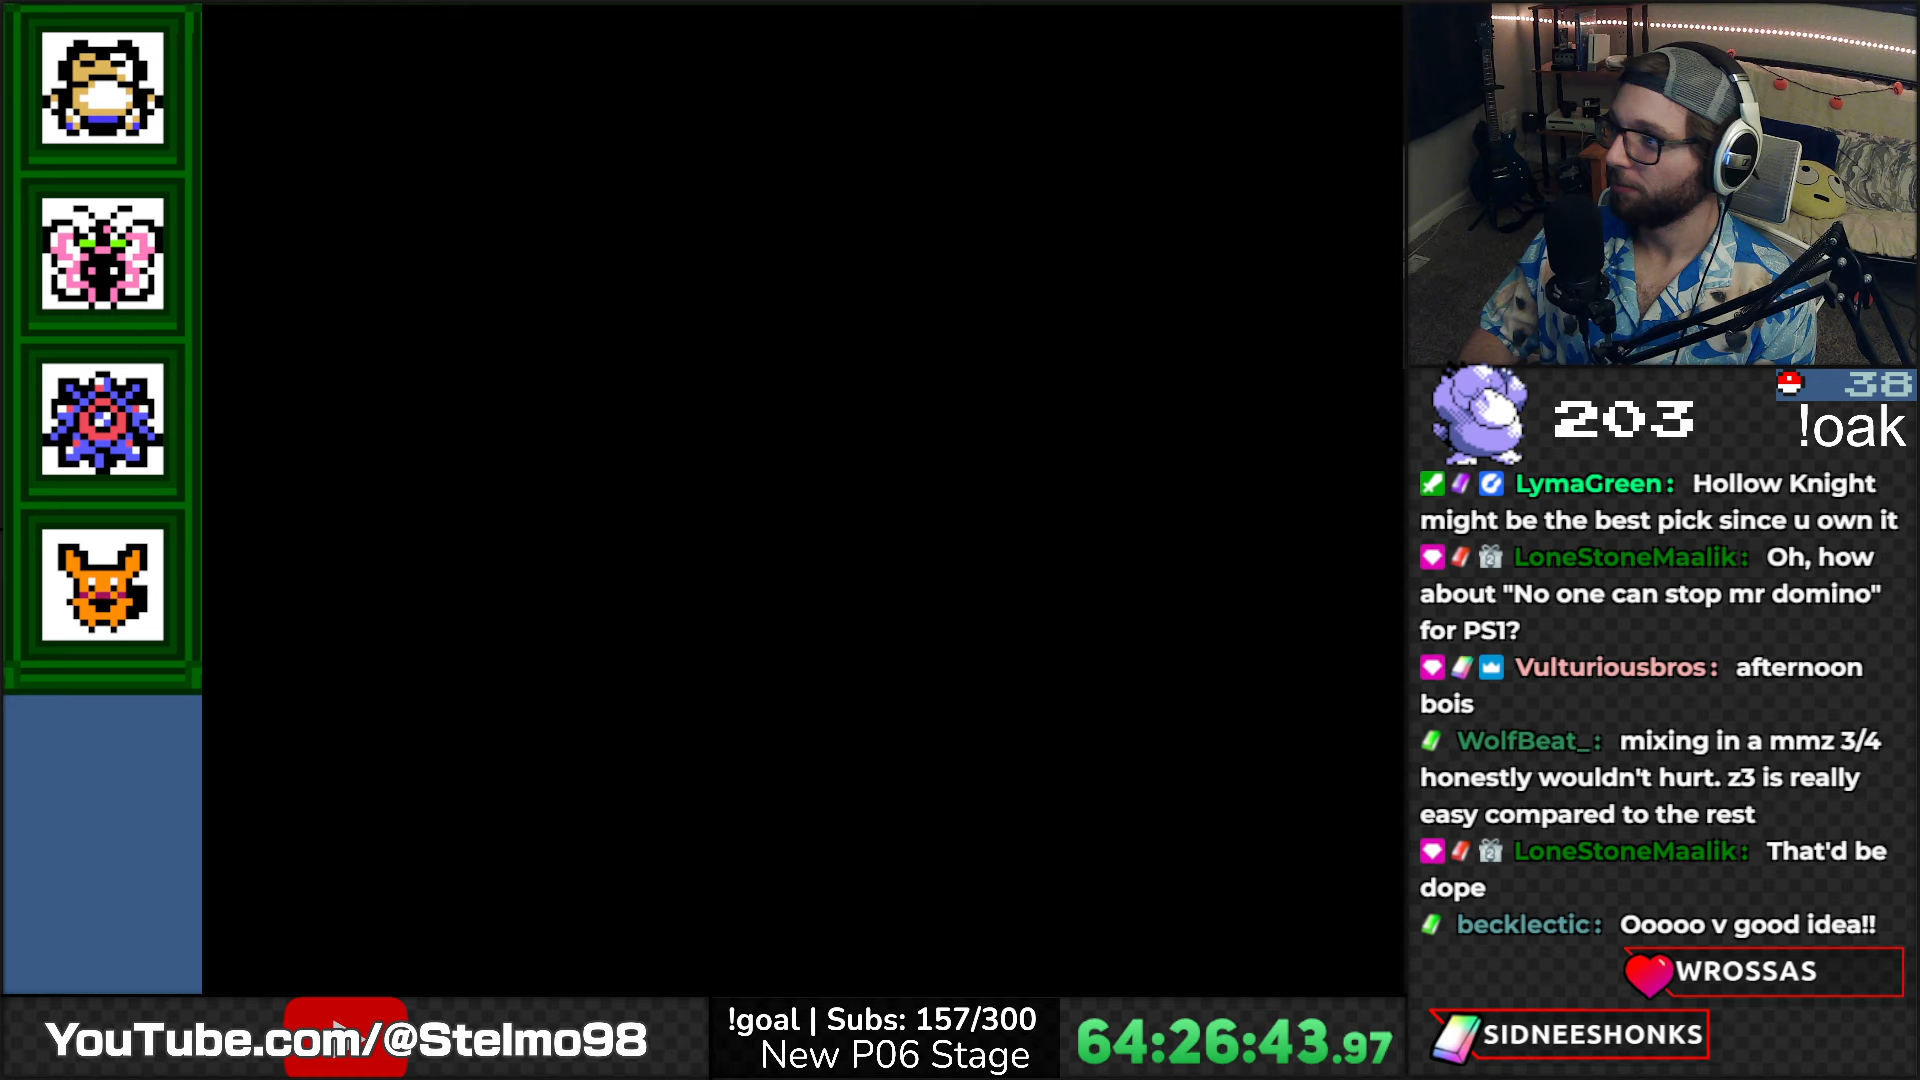 38
203
!oak
LymaGreen: Hollow Knight
might be the best pick since u own it
LoneStoneMaalik: Oh, how
about "No one can stop mr domino"
for PS1?
Vulturiousbros: afternoon
bois
WolfBeat_: mixing in a mmz 3/4
honestly wouldn't hurt. z3 is really
easy compared to the rest
LoneStoneMaalik: That'd be
dope
becklectic: Ooooo v good idea!!
WROSSAS
SIDNEESHONKS
YouTube.com/@Stelmo98
!goal | Subs: 157/300
New P06 Stage
64:26:43.97